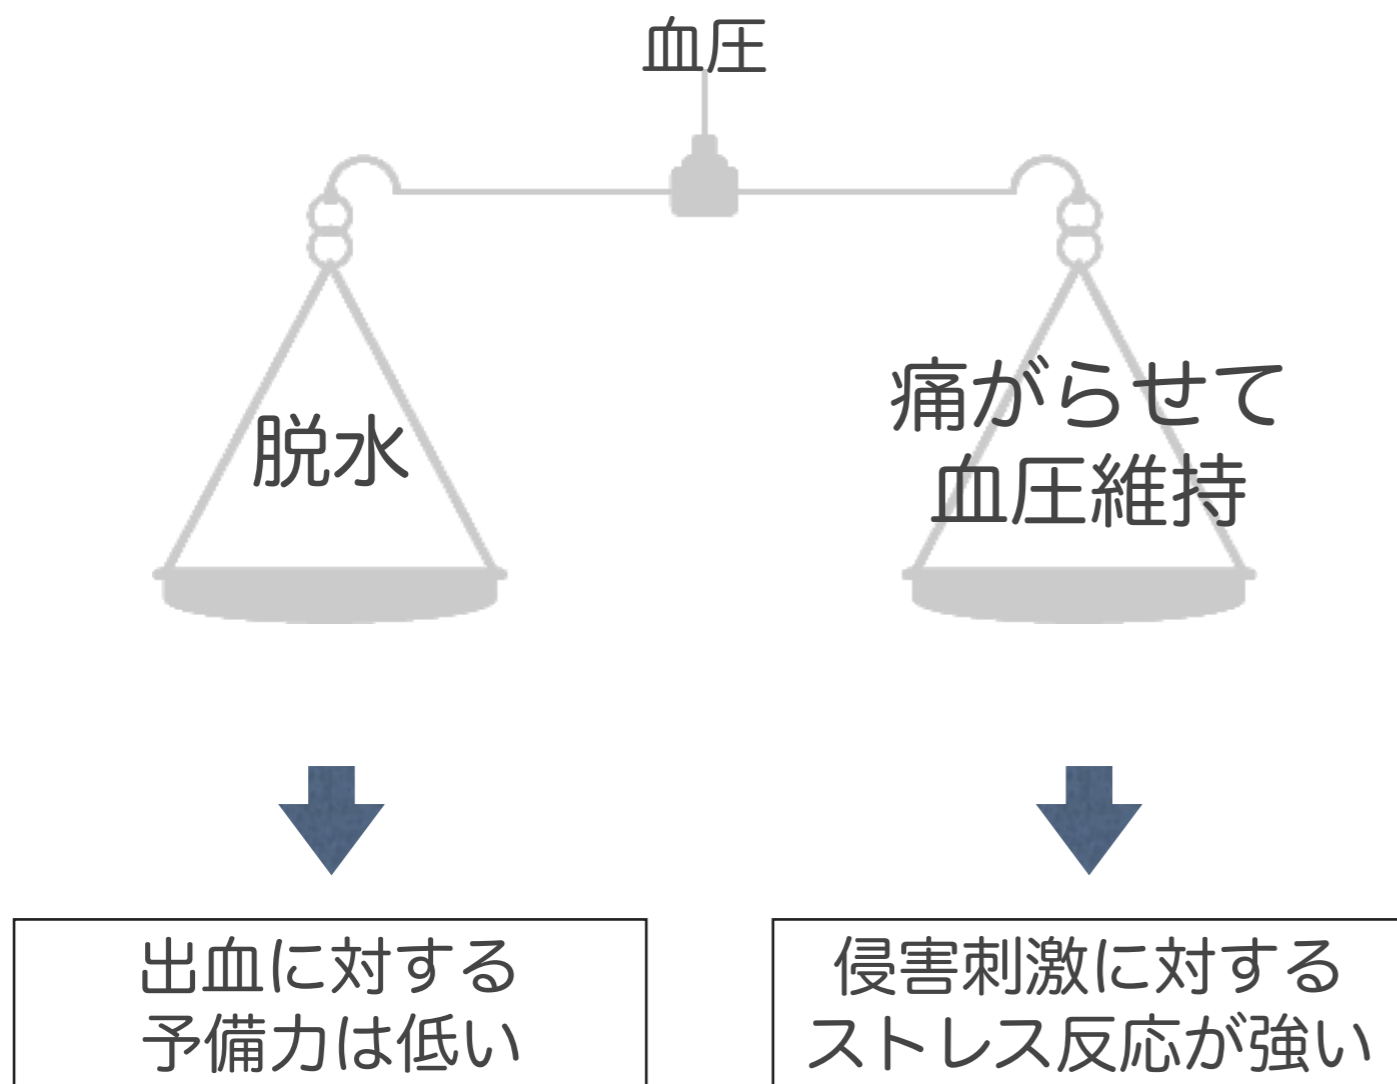 血圧
脱水
痛がらせて
血圧維持
出血に対する
予備力は低い
侵害刺激に対する
ストレス反応が強い